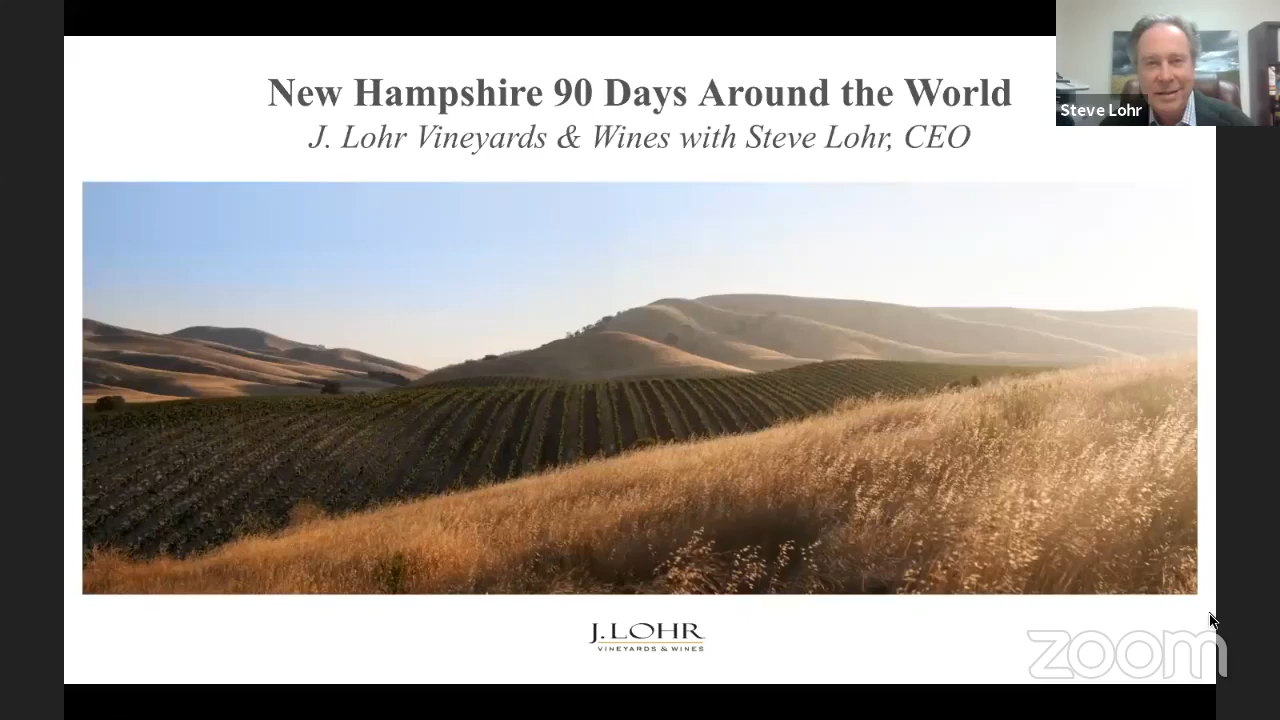 New Hampshire 90 Days Around the World
J. Lohr Vineyards & Wines with Steve Lohr, CEO
Steve Lohr
J. LOHR
VINEYARDS & WINES
zoom